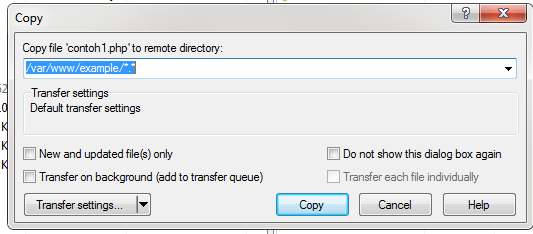 Copy
Copy file 'contoh1.php' to remote directory:
/var/www/example/*.*
Transfer settings
Default transfer settings
New and updated file(s) only
Do not show this dialog box again
Transfer on background (add to transfer queue)
Transfer each file individually
Transfer settings...
Copy
Cancel
Help